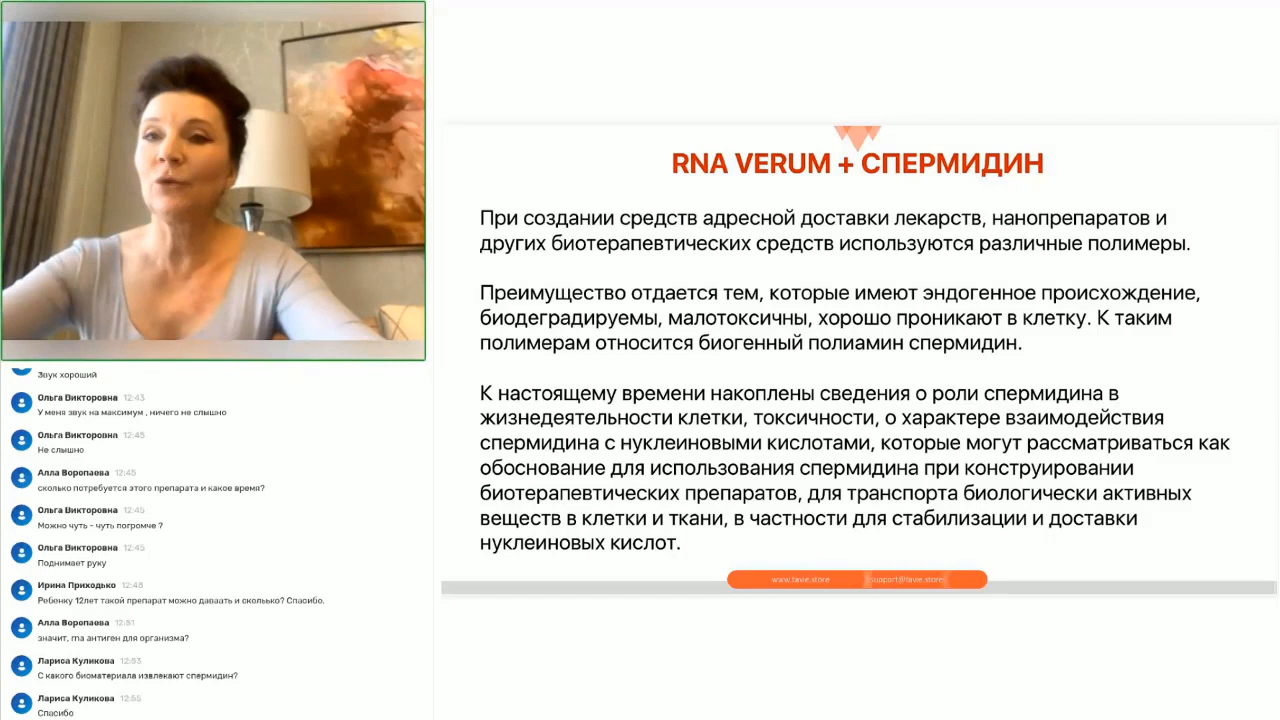 RNA VERUM + СПЕРМИДИН
При создании средств адресной доставки лекарств, нанопрепаратов и
других биотерапевтических средств используются различные полимеры.
Преимущество отдается тем, которые имеют эндогенное происхождение,
биодеградируемы, малотоксичны, хорошо проникают в клетку. К таким
полимерам относится биогенный полиамин спермидин.
К настоящему времени накоплены сведения о роли спермидина в
жизнедеятельности клетки, токсичности, о характере взаимодействия
спермидина с нуклеиновыми кислотами, которые могут рассматриваться как
обоснование для использования спермидина при конструировании
биотерапевтических препаратов, для транспорта биологически активных
веществ в клетки и ткани, в частности для стабилизации и доставки
нуклеиновых кислот.
www.tavie.store support@tavie.store
Звук хороший
Ольга Викторовна 12:43
У меня звук на максимум , ничего не слышно
Ольга Викторовна 12:45
Не слышно
Алла Воропаева 12:45
сколько потребуется этого препарата и какое время?
Ольга Викторовна 12:45
Можно чуть - чуть погромче ?
Ольга Викторовна 12:45
Поднимает руку
Ирина Приходько 12:48
Ребенку 12лет такой препарат можно даваать и сколько? Спасибо.
Алла Воропаева 12:51
значит, rna антиген для организма?
Лариса Куликова 12:53
С какого биоматериала извлекают спермидин?
Лариса Куликова 12:55
Спасибо